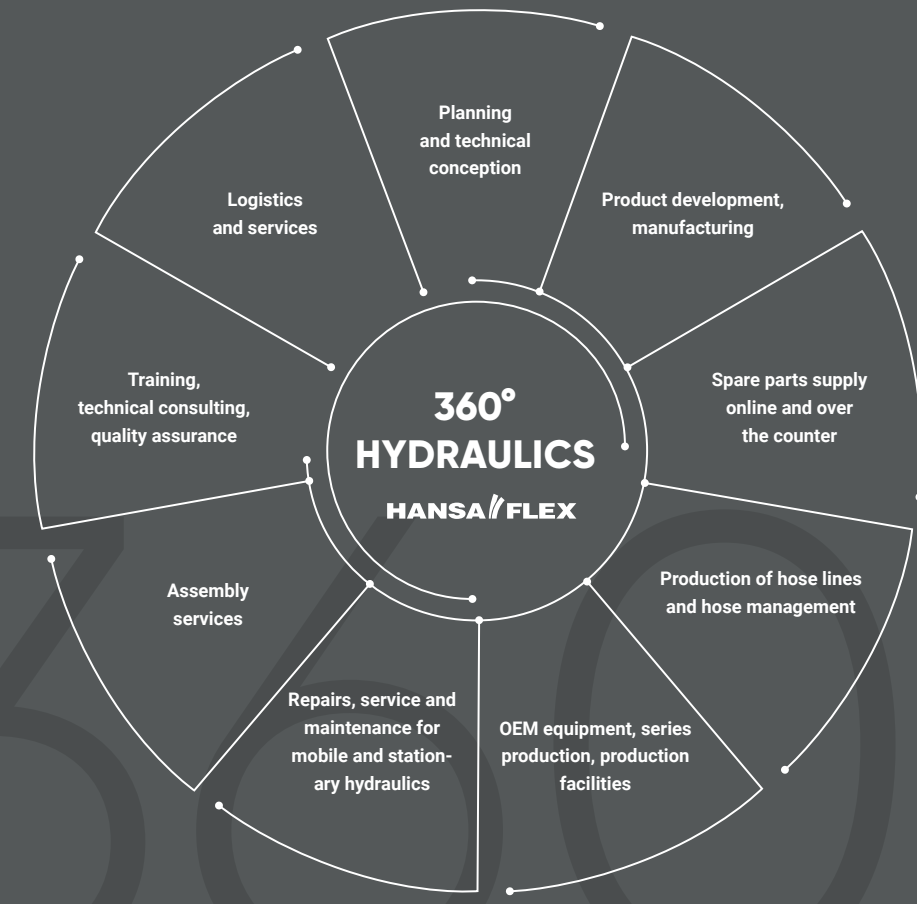 Planning
and technical
conception
Product development,
manufacturing
Spare parts supply
online and over
the counter
Production of hose lines
and hose management
OEM equipment, series
production, production
facilities
Repairs, service and
maintenance for
mobile and station-
ary hydraulics
Assembly
services
Training,
technical consulting,
quality assurance
Logistics
and services
360°
HYDRAULICS
HANSA FLEX
360